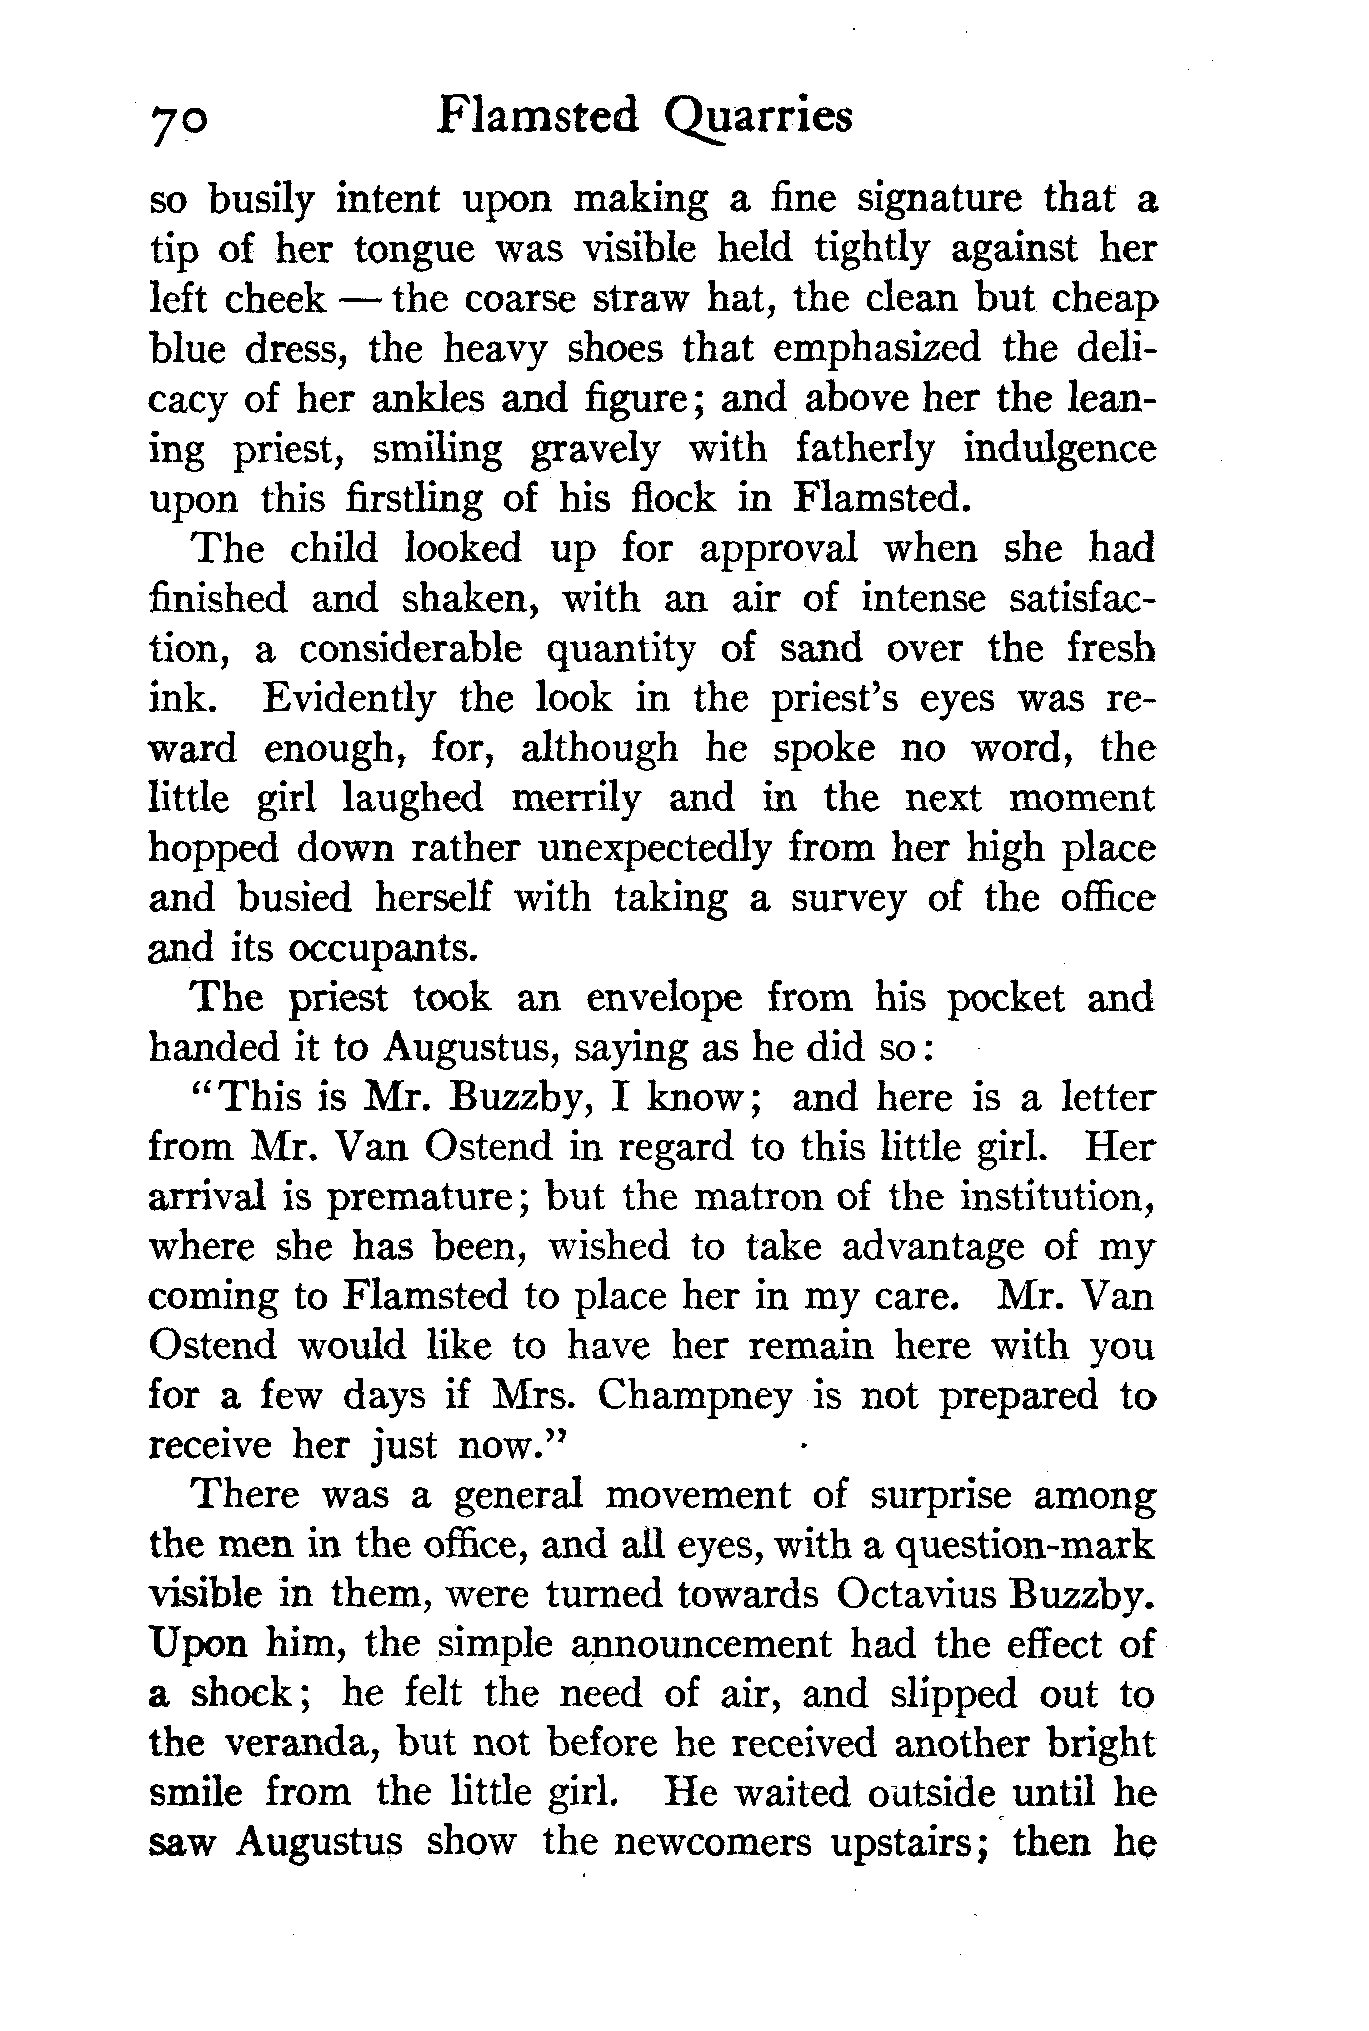 70 Flamsted Quarries
so busily intent upon making a fine signature that a
tip of her tongue was visible held tightly against her
left cheek — the coarse straw hat, the clean but cheap
blue dress, the heavy shoes that emphasized the deli-
cacy of her ankles and figure; and above her the lean-
ing priest, smiling gravely with fatherly indulgence
upon this firstling of his flock in Flamsted.
The child looked up for approval when she had
finished and shaken, with an air of intense satisfac-
tion, a considerable quantity of sand over the fresh
ink. Evidently the look in the priest's eyes was re-
ward enough, for, although he spoke no word, the
little girl laughed merrily and in the next moment
hopped down rather unexpectedly from her high place
and busied herself with taking a survey of the office
and its occupants.
The priest took an envelope from his pocket and
handed it to Augustus, saying as he did so:
"This is Mr. Buzzby, I know; and here is a letter
from Mr. Van Ostend in regard to this little girl. Her
arrival is premature; but the matron of the institution,
where she has been, wished to take advantage of my
coming to Flamsted to place her in my care. Mr. Van
Ostend would like to have her remain here with you
for a few days if Mrs. Champney is not prepared to
receive her just now."
There was a general movement of surprise among
the men in the office, and all eyes, with a question-mark
visible in them, were turned towards Octavius Buzzby.
Upon him, the simple announcement had the effect of
a shock; he felt the need of air, and slipped out to
the veranda, but not before he received another bright
smile from the little girl. He waited outside until he
saw Augustus show the newcomers upstairs; then he